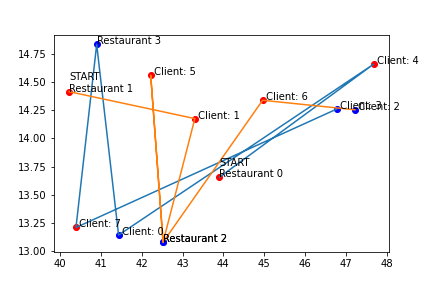 Restaurant 3
14.75
Client: 4
START
Client: 5
14.50
Restaurant 1
Client: 6
14.25
Client: 2
Client: 1
14.00
START
13.75
Restaurant 0
13.50
13.25
Client: 7
Client: 0
Restaurant 2
13.00
40 41 42 43 44 45 46 47 48